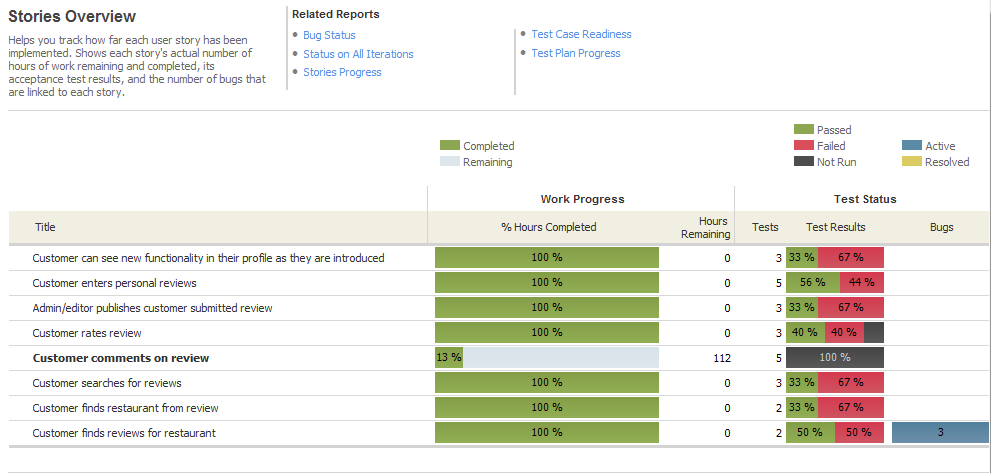 Stories Overview
Helps you track how far each user story has been
implemented. Shows each story's actual number of
hours of work remaining and completed, its
acceptance test results, and the number of bugs that
are linked to each story.
Related Reports
Bug Status
Status on All Iterations
Stories Progress
Test Case Readiness
Test Plan Progress
Completed
Remaining
Passed
Failed
Not Run
Active
Resolved
Work Progress Test Status
Title % Hours Completed Hours Remaining Tests Test Results Bugs
Customer can see new functionality in their profile as they are introduced 100 % 0 3 33 % 67 %
Customer enters personal reviews 100 % 0 5 56 % 44 %
Admin/editor publishes customer submitted review 100 % 0 3 33 % 67 %
Customer rates review 100 % 0 3 40 % 40 %
Customer comments on review 13 % 112 5 100 %
Customer searches for reviews 100 % 0 3 33 % 67 %
Customer finds restaurant from review 100 % 0 2 33 % 67 %
Customer finds reviews for restaurant 100 % 0 2 50 % 50 % 3